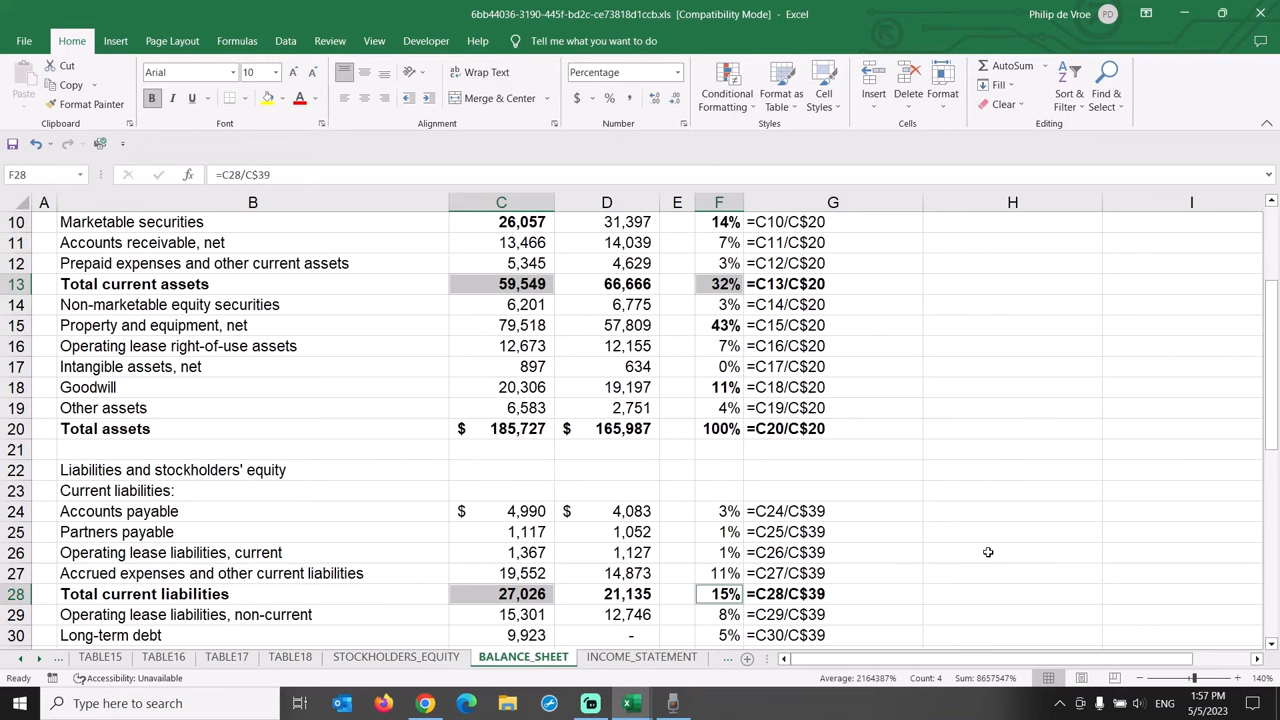 6bb44036-3190-445f-bd2c-ce73818d1ccb.xls [Compatibility Mode] - Excel
Philip de Vroe PD
File Home Insert Page Layout Formulas Data Review View Developer Help Tell me what you want to do
Paste
Cut
Copy
Format Painter
Clipboard
Arial 10
B I U A
Font
Wrap Text
Merge & Center
Alignment
Percentage
$ % ,
Number
Conditional Formatting
Format as Table
Cell Styles
Styles
Insert Delete Format
Cells
AutoSum
Fill
Clear
Sort & Filter
Find & Select
Editing
F28 fx =C28/C$39
A B C D E F G H I
10 Marketable securities 26,057 31,397 14% =C10/C$20
11 Accounts receivable, net 13,466 14,039 7% =C11/C$20
12 Prepaid expenses and other current assets 5,345 4,629 3% =C12/C$20
13 Total current assets 59,549 66,666 32% =C13/C$20
14 Non-marketable equity securities 6,201 6,775 3% =C14/C$20
15 Property and equipment, net 79,518 57,809 43% =C15/C$20
16 Operating lease right-of-use assets 12,673 12,155 7% =C16/C$20
17 Intangible assets, net 897 634 0% =C17/C$20
18 Goodwill 20,306 19,197 11% =C18/C$20
19 Other assets 6,583 2,751 4% =C19/C$20
20 Total assets $ 185,727 $ 165,987 100% =C20/C$20
21
22 Liabilities and stockholders' equity
23 Current liabilities:
24 Accounts payable $ 4,990 $ 4,083 3% =C24/C$39
25 Partners payable 1,117 1,052 1% =C25/C$39
26 Operating lease liabilities, current 1,367 1,127 1% =C26/C$39
27 Accrued expenses and other current liabilities 19,552 14,873 11% =C27/C$39
28 Total current liabilities 27,026 21,135 15% =C28/C$39
29 Operating lease liabilities, non-current 15,301 12,746 8% =C29/C$39
30 Long-term debt 9,923 - 5% =C30/C$39
... TABLE15 TABLE16 TABLE17 TABLE18 STOCKHOLDERS_EQUITY BALANCE_SHEET INCOME_STATEMENT ...
Ready Accessibility: Unavailable Average: 2164387% Count: 4 Sum: 8657547% 140%
Type here to search
ENG
1:57 PM
5/5/2023